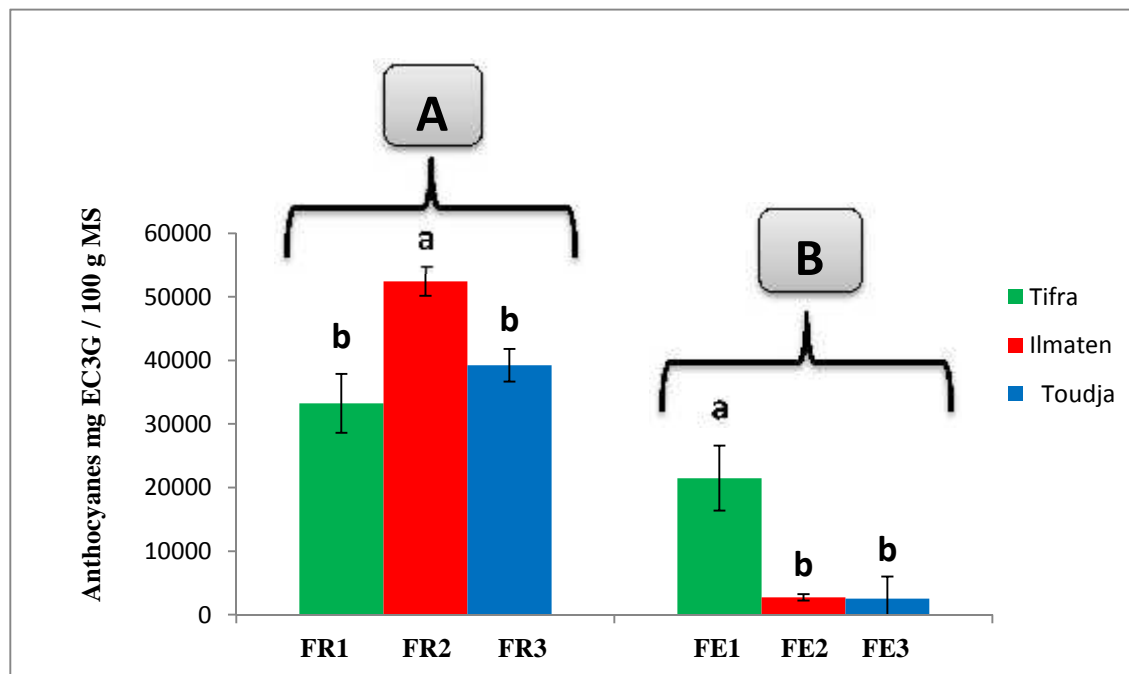 A
B
Anthocyanes mg EC3G / 100 g MS
60000
50000
40000
30000
20000
10000
0
b
a
b
a
b
b
FR1 FR2 FR3 FE1 FE2 FE3
Tifra
Ilmaten
Toudja